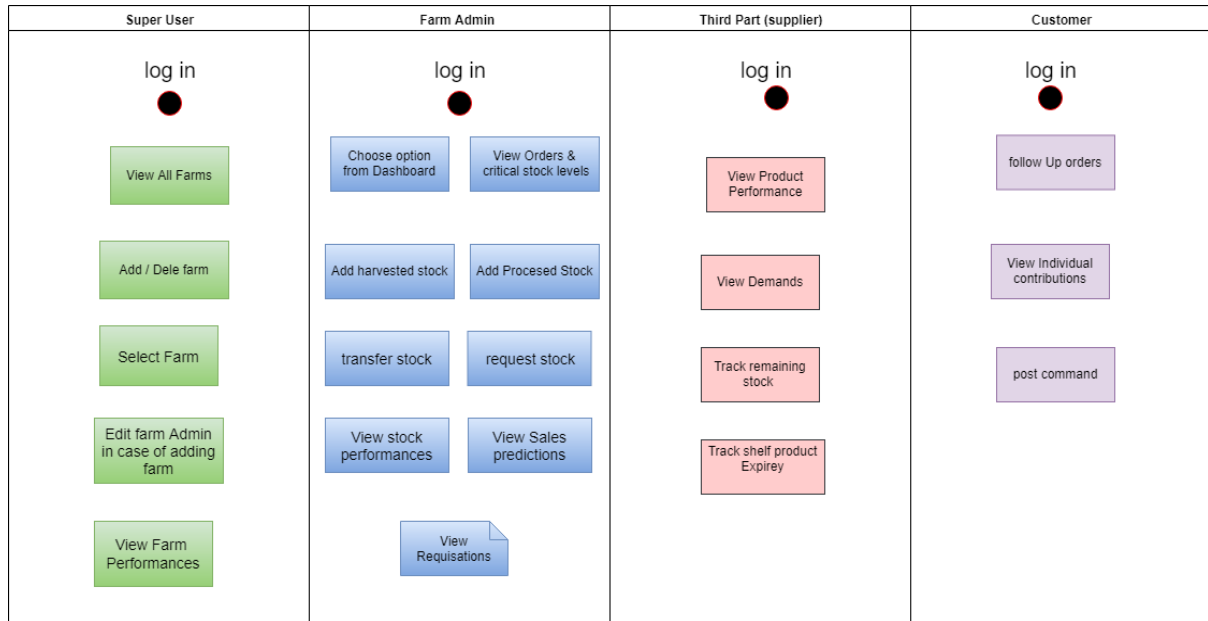 Super User
Farm Admin
Third Part (supplier)
Customer
log in
log in
log in
log in
View All Farms
Add / Dele farm
Select Farm
Edit farm Admin
in case of adding
farm
View Farm
Performances
Choose option
from Dashboard
View Orders &
critical stock levels
Add harvested stock
Add Procesed Stock
transfer stock
request stock
View stock
performances
View Sales
predictions
View
Requisations
View Product
Performance
View Demands
Track remaining
stock
Track shelf product
Expirey
follow Up orders
View Individual
contributions
post command